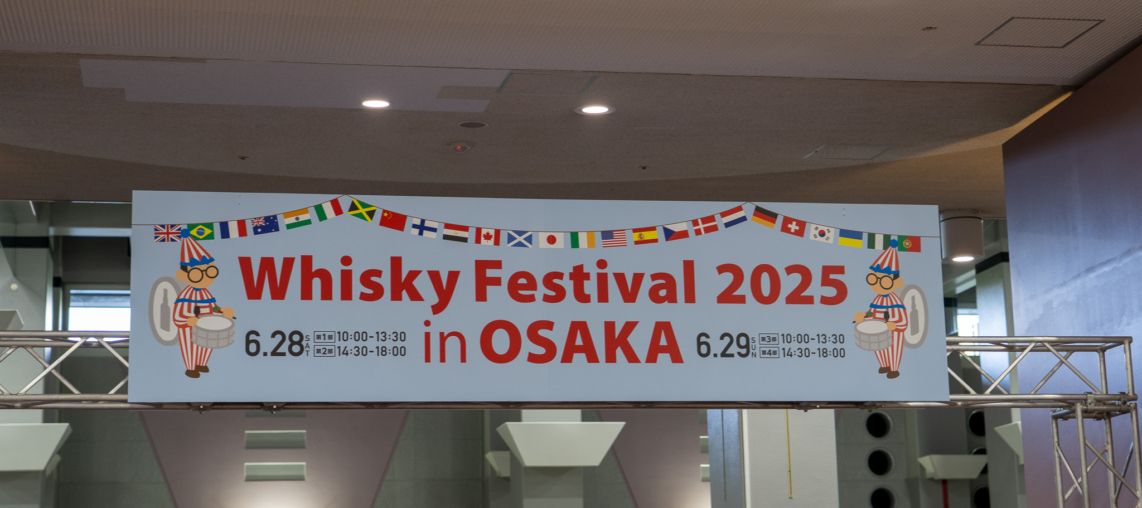 Whisky Festival 2025
in OSAKA
6.28 SAT
第1部 10:00-13:30
第2部 14:30-18:00
6.29 SUN
第3部 10:00-13:30
第4部 14:30-18:00